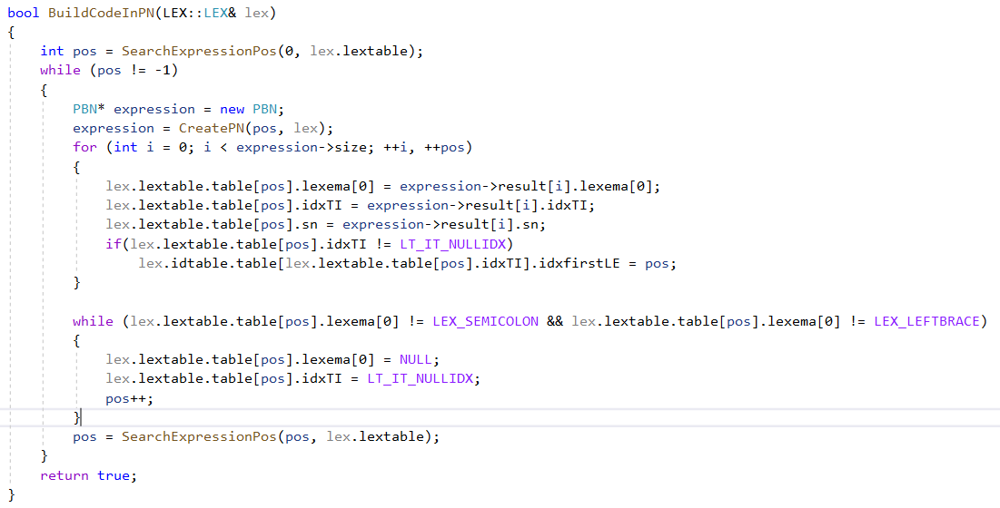 bool BuildCodeInPN(LEX::LEX& lex)
{
    int pos = SearchExpressionPos(0, lex.lextable);
    while (pos != -1)
    {
        PBN* expression = new PBN;
        expression = CreatePN(pos, lex);
        for (int i = 0; i < expression->size; ++i, ++pos)
        {
            lex.lextable.table[pos].lexema[0] = expression->result[i].lexema[0];
            lex.lextable.table[pos].idxTI = expression->result[i].idxTI;
            lex.lextable.table[pos].sn = expression->result[i].sn;
            if(lex.lextable.table[pos].idxTI != LT_IT_NULLIDX)
                lex.idtable.table[lex.lextable.table[pos].idxTI].idxfirstLE = pos;
        }

        while (lex.lextable.table[pos].lexema[0] != LEX_SEMICOLON && lex.lextable.table[pos].lexema[0] != LEX_LEFTBRACE)
        {
            lex.lextable.table[pos].lexema[0] = NULL;
            lex.lextable.table[pos].idxTI = LT_IT_NULLIDX;
            pos++;
        }
        pos = SearchExpressionPos(pos, lex.lextable);
    }
    return true;
}